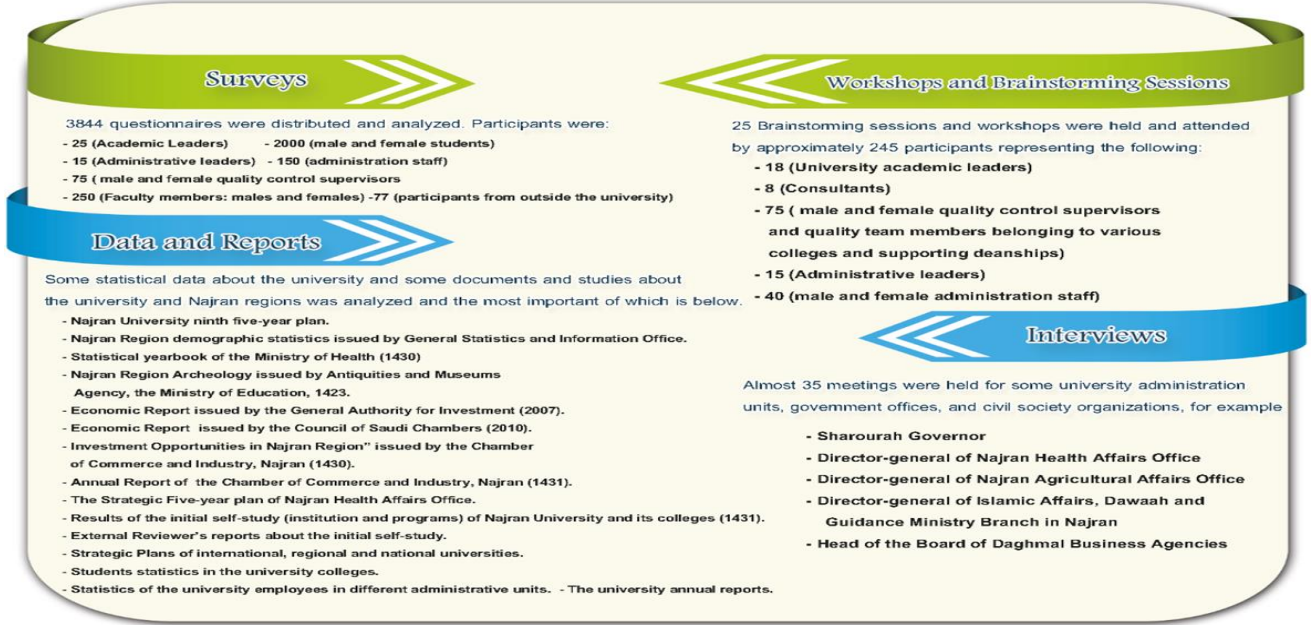 Surveys
3844 questionnaires were distributed and analyzed. Participants were:
- 25 (Academic Leaders) - 2000 (male and female students)
- 15 (Administrative leaders) - 150 (administration staff)
- 75 ( male and female quality control supervisors
- 250 (Faculty members: males and females) -77 (participants from outside the university)
Data and Reports
Some statistical data about the university and some documents and studies about
the university and Najran regions was analyzed and the most important of which is below.
- Najran University ninth five-year plan.
- Najran Region demographic statistics issued by General Statistics and Information Office.
- Statistical yearbook of the Ministry of Health (1430)
- Najran Region Archeology issued by Antiquities and Museums
Agency, the Ministry of Education, 1423.
- Economic Report issued by the General Authority for Investment (2007).
- Economic Report issued by the Council of Saudi Chambers (2010).
- Investment Opportunities in Najran Region" issued by the Chamber
of Commerce and Industry, Najran (1430).
- Annual Report of the Chamber of Commerce and Industry, Najran (1431).
- The Strategic Five-year plan of Najran Health Affairs Office.
- Results of the initial self-study (institution and programs) of Najran University and its colleges (1431).
- External Reviewer's reports about the initial self-study.
- Strategic Plans of international, regional and national universities.
- Students statistics in the university colleges.
- Statistics of the university employees in different administrative units. - The university annual reports.
Workshops and Brainstorming Sessions
25 Brainstorming sessions and workshops were held and attended
by approximately 245 participants representing the following:
- 18 (University academic leaders)
- 8 (Consultants)
- 75 ( male and female quality control supervisors
and quality team members belonging to various
colleges and supporting deanships)
- 15 (Administrative leaders)
- 40 (male and female administration staff)
Interviews
Almost 35 meetings were held for some university administration
units, government offices, and civil society organizations, for example
- Sharourah Governor
- Director-general of Najran Health Affairs Office
- Director-general of Najran Agricultural Affairs Office
- Director-general of Islamic Affairs, Dawaah and
Guidance Ministry Branch in Najran
- Head of the Board of Daghmal Business Agencies